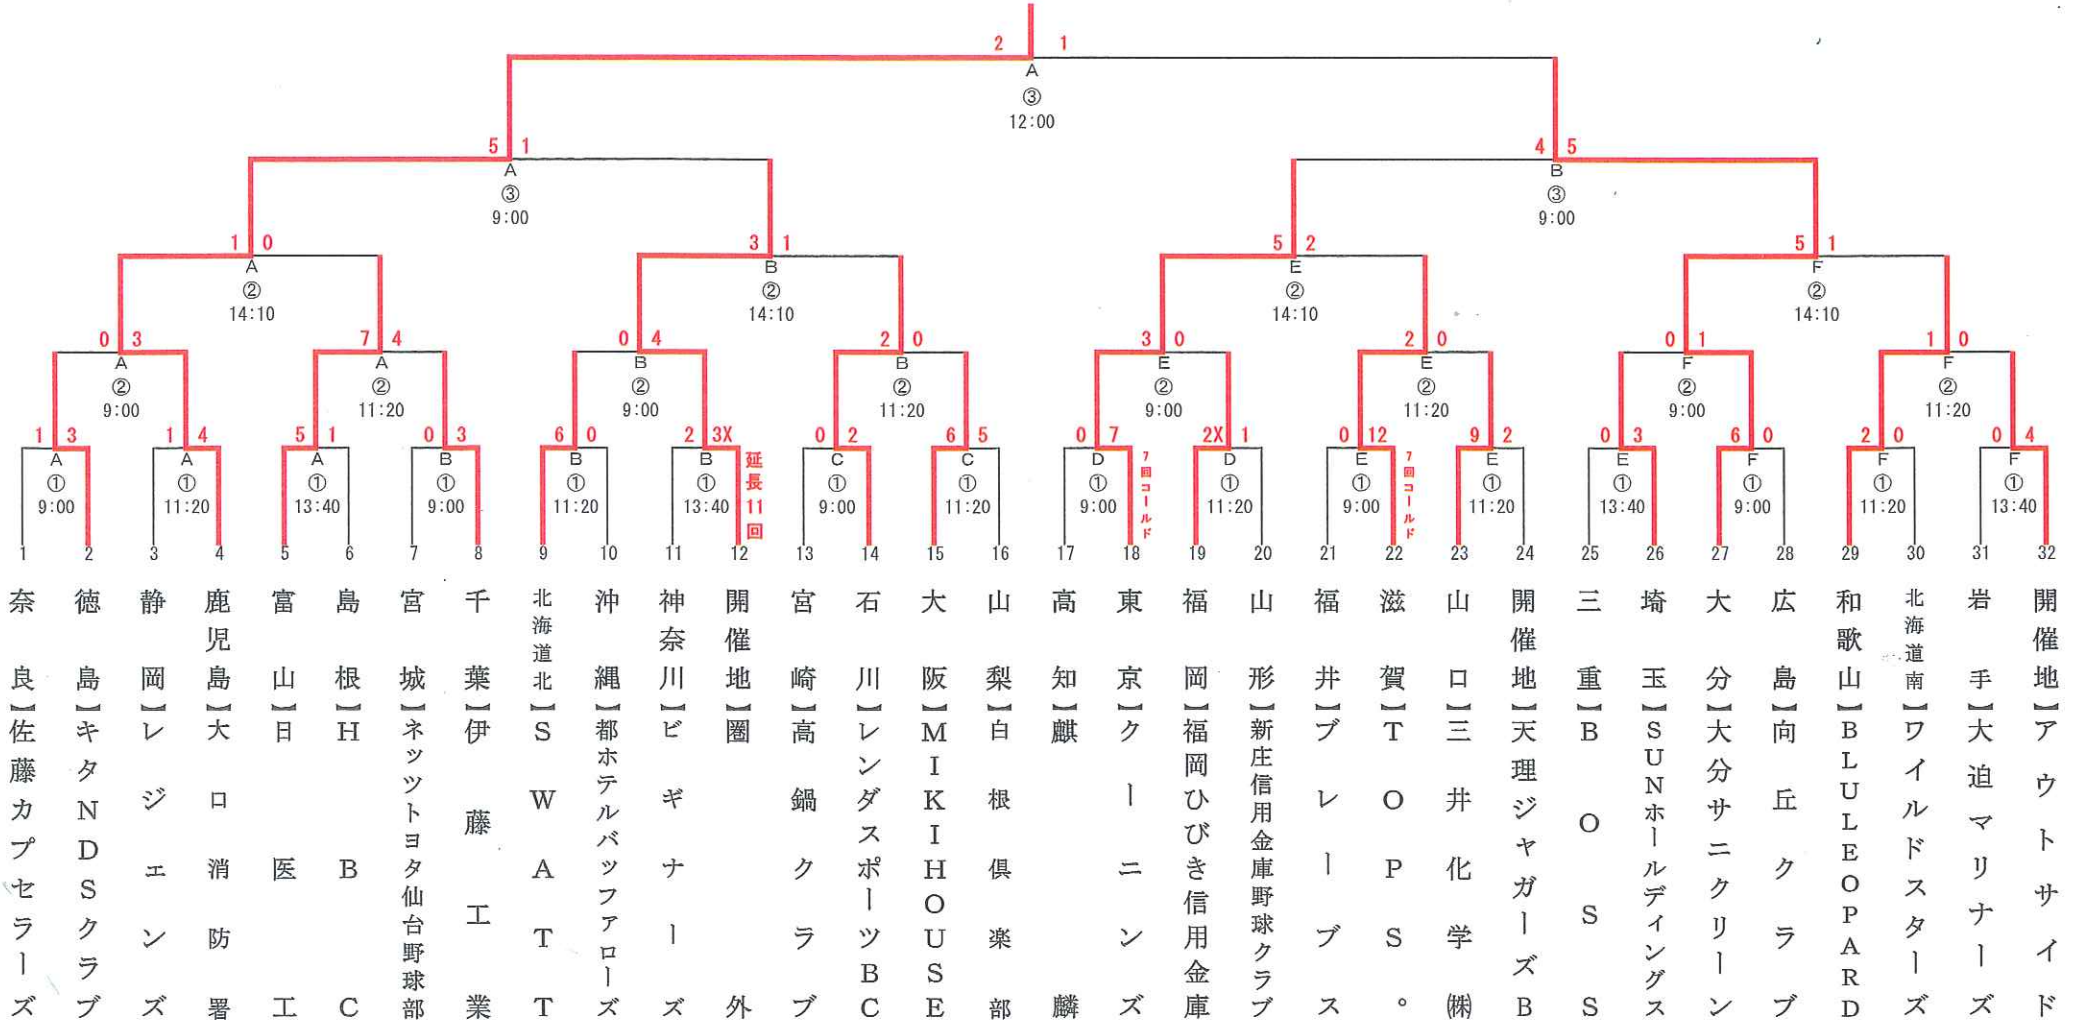 2 1
A
③
12:00
5 1
A
③
9:00
4 5
B
③
9:00
1 0
A
②
14:10
3 1
B
②
14:10
5 2
E
②
14:10
5 1
F
②
14:10
0 3
A
②
9:00
7 4
A
②
11:20
0 4
B
②
9:00
2 0
B
②
11:20
3 0
E
②
9:00
2 0
E
②
11:20
0 1
F
②
9:00
1 0
F
②
11:20
1 3
A
①
9:00
1 4
A
①
11:20
5 1
A
①
13:40
0 3
B
①
9:00
6 0
B
①
11:20
2 3X
B
①
13:40
延長11回
0 2
C
①
9:00
6 5
C
①
11:20
0 7
D
①
9:00
7回コールド
2X 1
D
①
11:20
0 12
E
①
9:00
7回コールド
9 2
E
①
11:20
0 3
E
①
13:40
6 0
F
①
9:00
2 0
F
①
11:20
0 4
F
①
13:40
1 2 3 4 5 6 7 8 9 10 11 12 13 14 15 16 17 18 19 20 21 22 23 24 25 26 27 28 29 30 31 32
奈良】佐藤カプセラーズ
徳島】キタNDSクラブ
静岡】レジェンズ
鹿児島】大口消防署
富山】日医工
島根】HBC
宮城】ネッツトヨタ仙台野球部
千葉】伊藤工業
北海道北】SWATT
沖縄】都ホテルバッファローズ
神奈川】ビギナーズ
開催地】圏外
宮崎】高鍋クラブ
石川】レンダスポーツBC
大阪】MIKIHOUSE
山梨】白根倶楽部
高知】麒麟
東京】クーニンズ
福岡】福岡ひびき信用金庫
山形】新庄信用金庫野球クラブ
福井】ブレーブス
滋賀】TOPS。
山口】三井化学㈱
開催地】天理ジャガーズB
三重】BOSS
埼玉】SUNホールディングス
大分】大分サニクリーン
広島】向丘クラブ
和歌山】BLULEOPARD
北海道南】ワイルドスターズ
岩手】大迫マリナーズ
開催地】アウトサイド